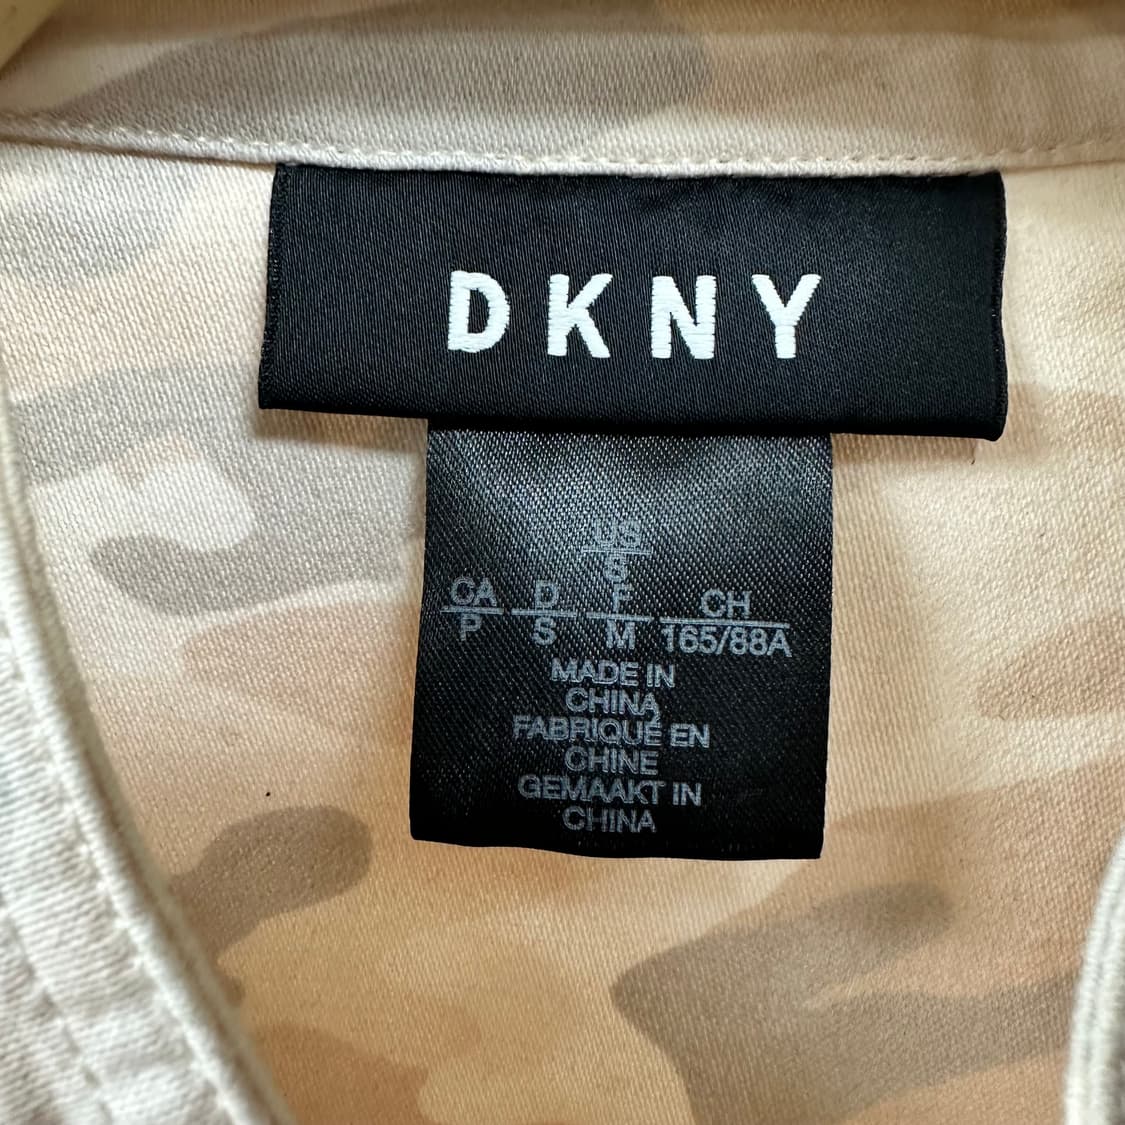 DKNY
US
S
CA D F CH
P S M 165/88A
MADE IN
CHINA
FABRIQUÉ EN
CHINE
GEMAAKT IN
CHINA